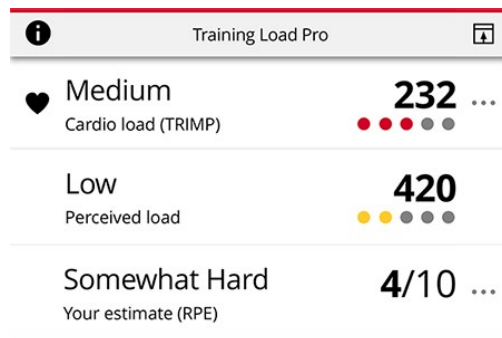 Training Load Pro
Medium 232
Cardio load (TRIMP)
Low 420
Perceived load
Somewhat Hard 4/10
Your estimate (RPE)